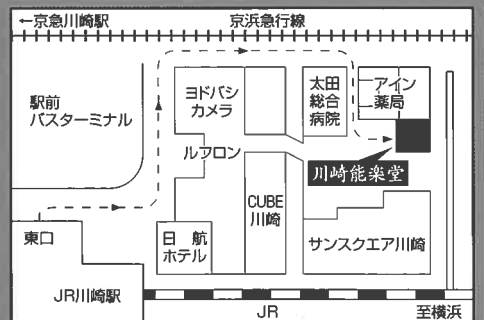 ←京急川崎駅
京浜急行線
駅前
バスターミナル
ヨドバシ
カメラ
ルフロン
太田
総合
病院
アイン
薬局
川崎能楽堂
CUBE
川崎
日航
ホテル
サンスクエア川崎
東口
JR川崎駅
JR
至横浜